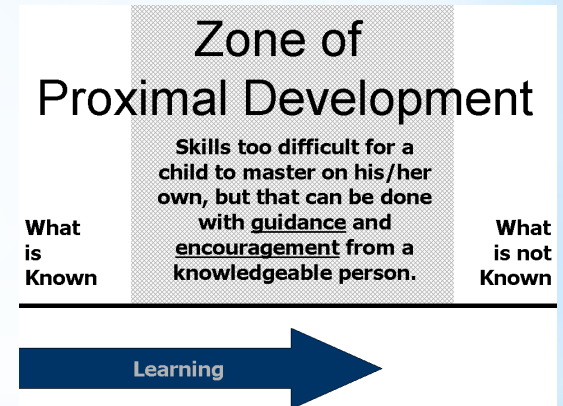 Zone of
Proximal Development
Skills too difficult for a
child to master on his/her
own, but that can be done
with guidance and
encouragement from a
knowledgeable person.
What
is
Known
What
is not
Known
Learning